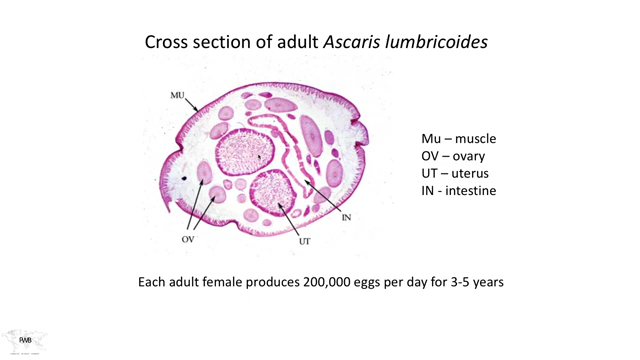 Cross section of adult Ascaris lumbricoides
MU
Mu – muscle
OV – ovary
UT – uterus
IN - intestine
IN
OV
UT
Each adult female produces 200,000 eggs per day for 3-5 years